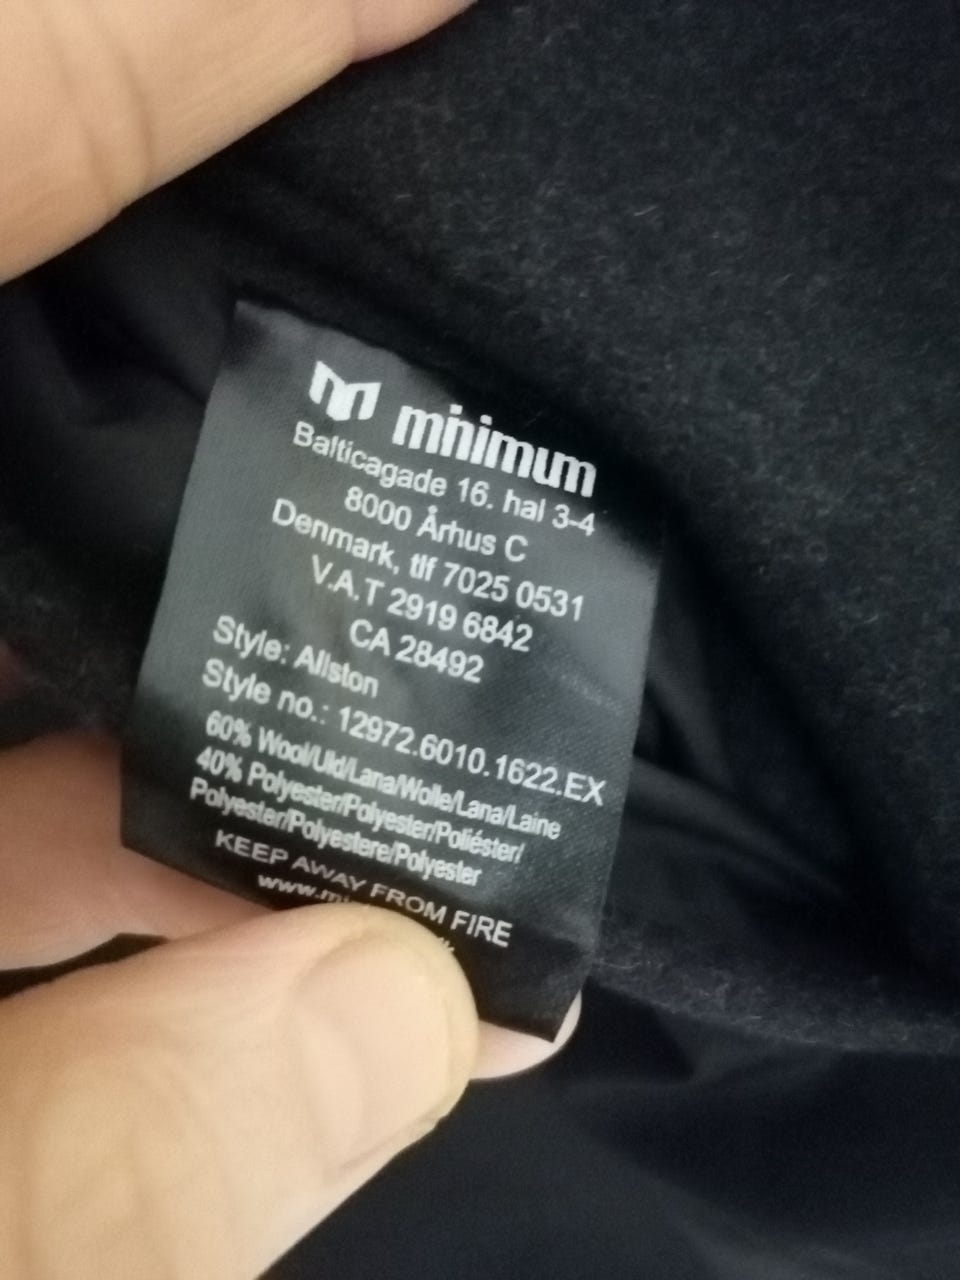 minimum
Balticagade 16. hal 3-4
8000 Århus C
Denmark, tlf 7025 0531
V.A.T 2919 6842
CA 28492
Style: Allston
Style no.: 12972.6010.1622.EX
60% Wool/Uld/Lana/Wolle/Lana/Laine
40% Polyester/Polyester/Poliéster/
Polyester/Polyestere/Polyester
KEEP AWAY FROM FIRE